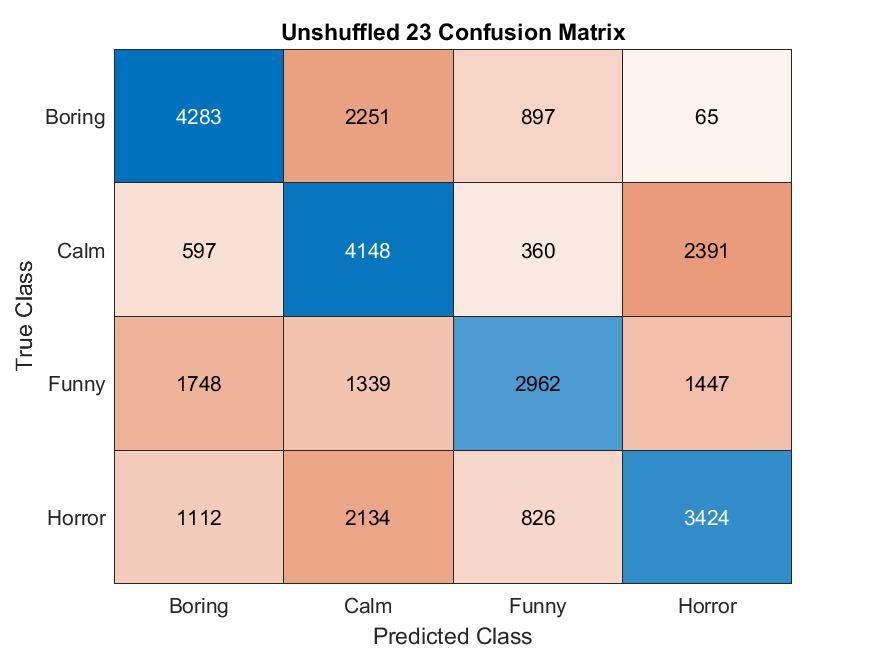 Unshuffled 23 Confusion Matrix
True Class
Boring 4283 2251 897 65
Calm 597 4148 360 2391
Funny 1748 1339 2962 1447
Horror 1112 2134 826 3424
Boring Calm Funny Horror
Predicted Class